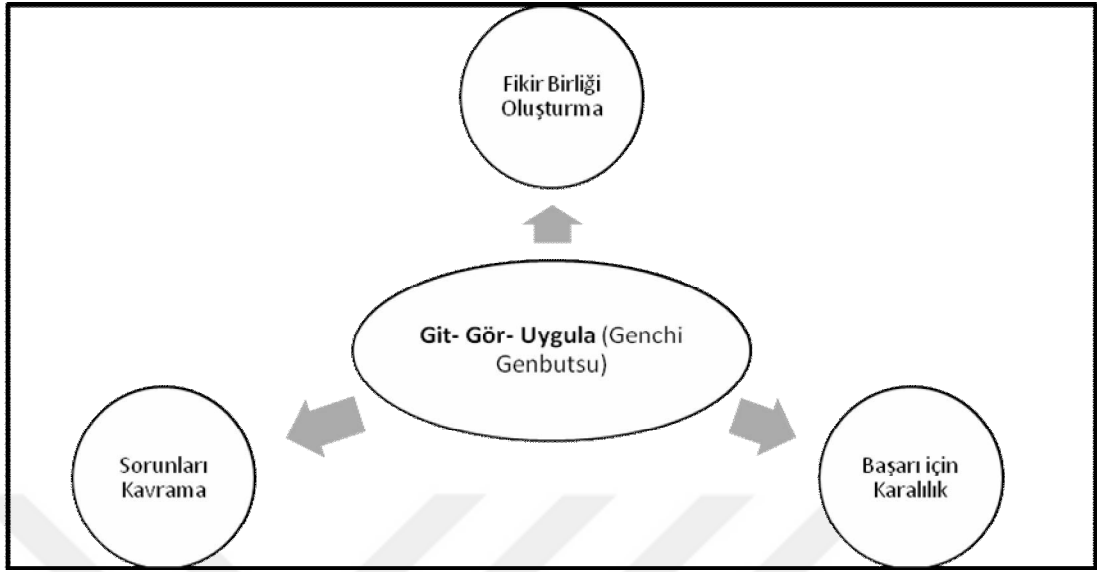 Fikir Birliği
Oluşturma
Git- Gör- Uygula (Genchi
Genbutsu)
Sorunları
Kavrama
Başarı için
Karalılık